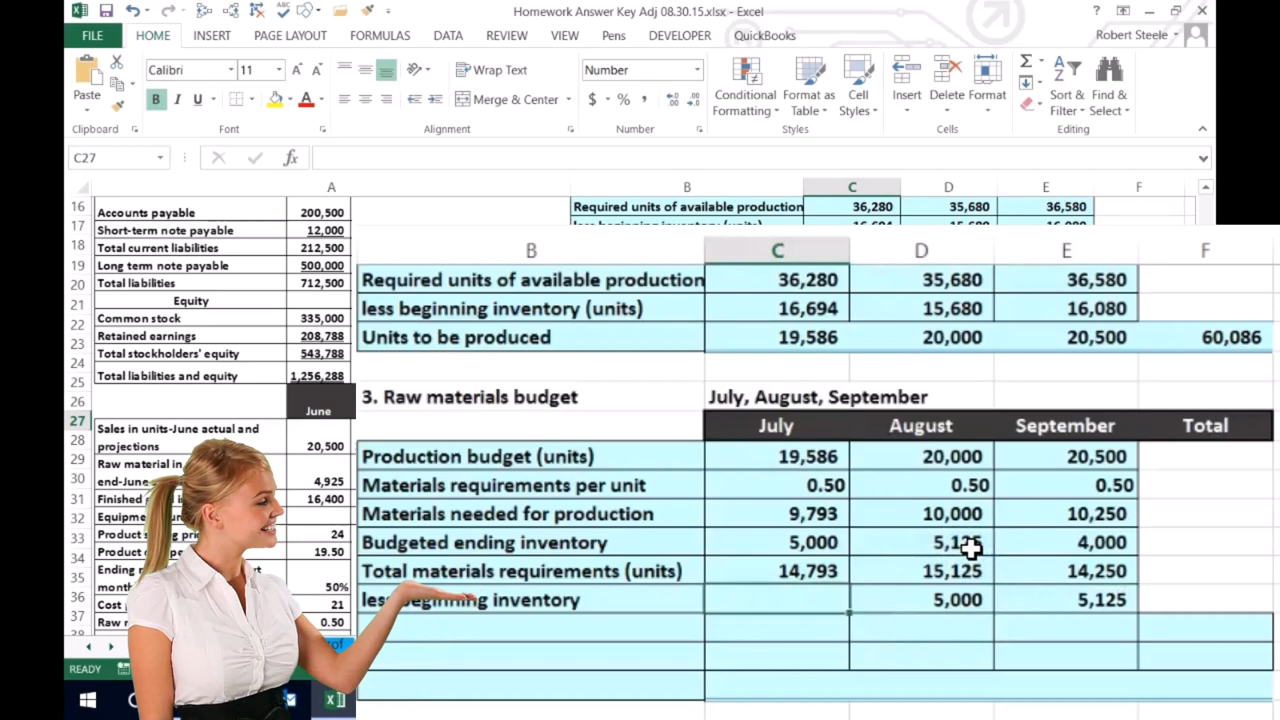 Homework Answer Key Adj 08.30.15.xlsx - Excel
FILE HOME INSERT PAGE LAYOUT FORMULAS DATA REVIEW VIEW Pens DEVELOPER QuickBooks Robert Steele
Paste Calibri 11 Wrap Text Merge & Center Number
Conditional Formatting Format as Table Cell Styles Insert Delete Format Sort & Filter Find & Select
Clipboard Font Alignment Number Styles Cells Editing
C27
A B C D E F
16 Accounts payable 200,500
17 Short-term note payable 12,000
18 Total current liabilities 212,500
19 Long term note payable 500,000
20 Total liabilities 712,500
21 Equity
22 Common stock 335,000
23 Retained earnings 208,788
24 Total stockholders' equity 543,788
25 Total liabilities and equity 1,256,288
26 June
27
28 Sales in units-June actual and projections 20,500
29 Raw material in
30 end-June 4,925
31 Finished 16,400
32 Equipm
33 Product price 24
34 Product 19.50
35 Ending
36 mont 50%
37 Cost 21
Raw 0.50
READY
Required units of available production 36,280 35,680 36,580
B C D E F
Required units of available production 36,280 35,680 36,580
less beginning inventory (units) 16,694 15,680 16,080
Units to be produced 19,586 20,000 20,500 60,086
3. Raw materials budget July, August, September
July August September Total
Production budget (units) 19,586 20,000 20,500
Materials requirements per unit 0.50 0.50 0.50
Materials needed for production 9,793 10,000 10,250
Budgeted ending inventory 5,000 5,125 4,000
Total materials requirements (units) 14,793 15,125 14,250
less beginning inventory 5,000 5,125